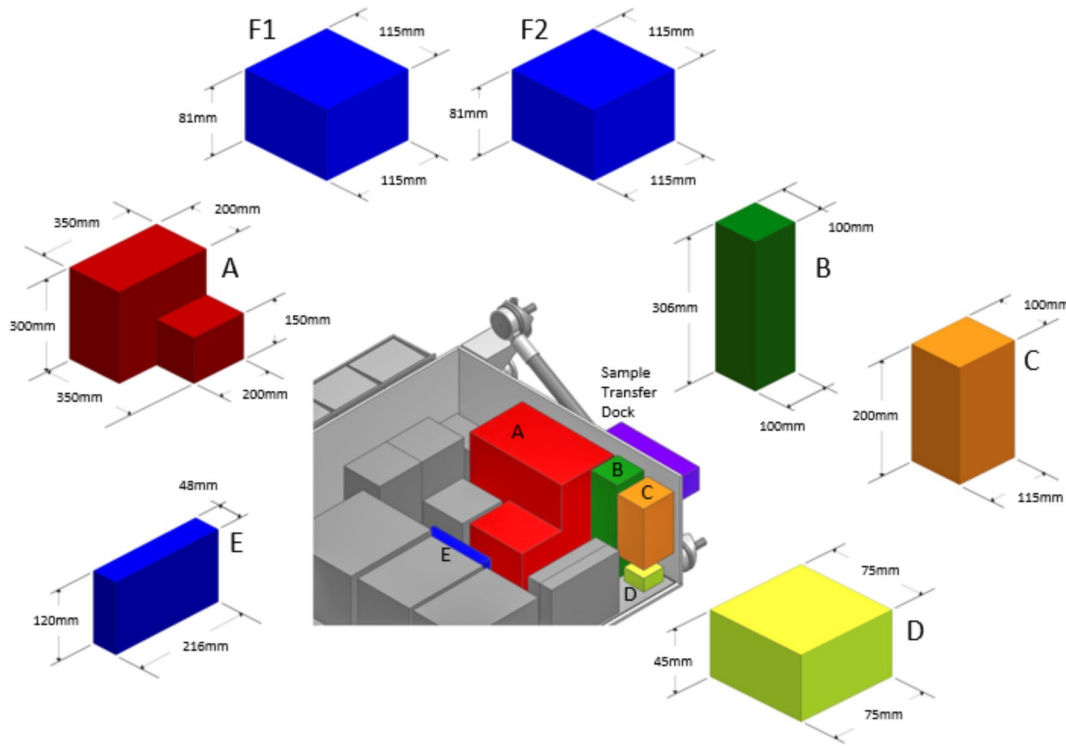 F1
115mm
81mm
115mm
F2
115mm
81mm
115mm
350mm
200mm
A
300mm
150mm
350mm
200mm
100mm
B
306mm
100mm
100mm
C
200mm
115mm
Sample
Transfer
Dock
A
B
C
E
D
48mm
E
120mm
216mm
75mm
D
45mm
75mm